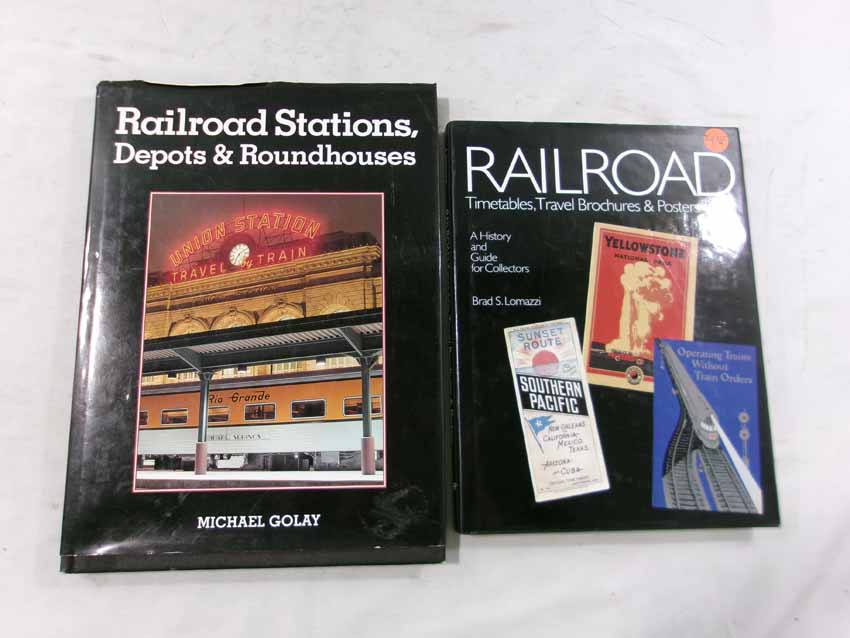 Railroad Stations,
Depots & Roundhouses
UNION STATION
TRAVEL by TRAIN
Rio Grande
MICHAEL GOLAY
RAILROAD
Timetables, Travel Brochures & Posters
A History
and
Guide
for Collectors
Brad S. Lomazzi
YELLOWSTONE
NATIONAL PARK
SUNSET
ROUTE
SOUTHERN
PACIFIC
NEW ORLEANS
TO
CALIFORNIA
MEXICO
TEXAS
ARIZONA
CUBA
Operating Trains
Without
Train Orders